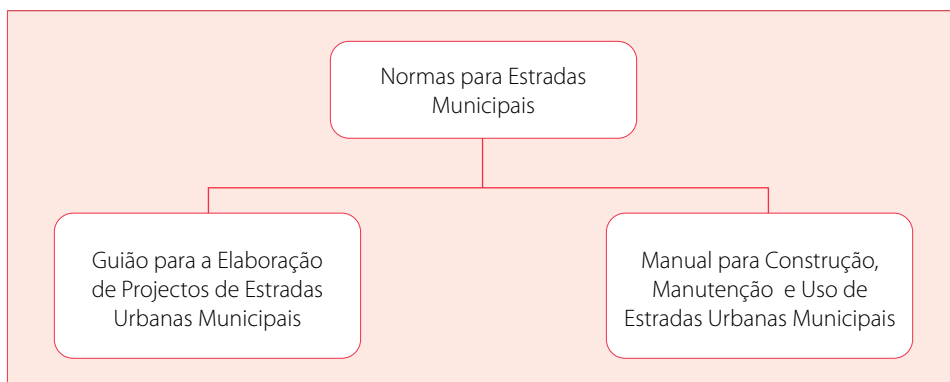 Normas para Estradas
Municipais
Guião para a Elaboração
de Projectos de Estradas
Urbanas Municipais
Manual para Construção,
Manutenção e Uso de
Estradas Urbanas Municipais